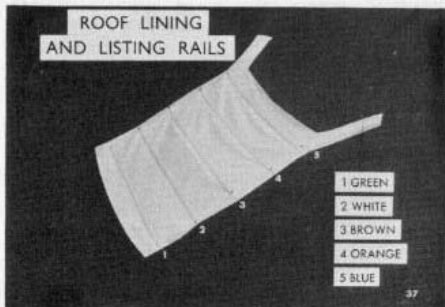 ROOF LINING
AND LISTING RAILS
1
2
3
4
5
1 GREEN
2 WHITE
3 BROWN
4 ORANGE
5 BLUE
37